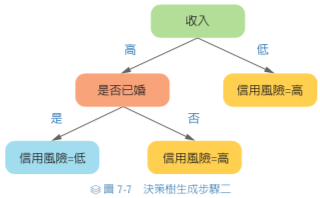 收入
高
低
是否已婚
信用風險=高
是
否
信用風險=低
信用風險=高
圖 7-7 決策樹生成步驟二